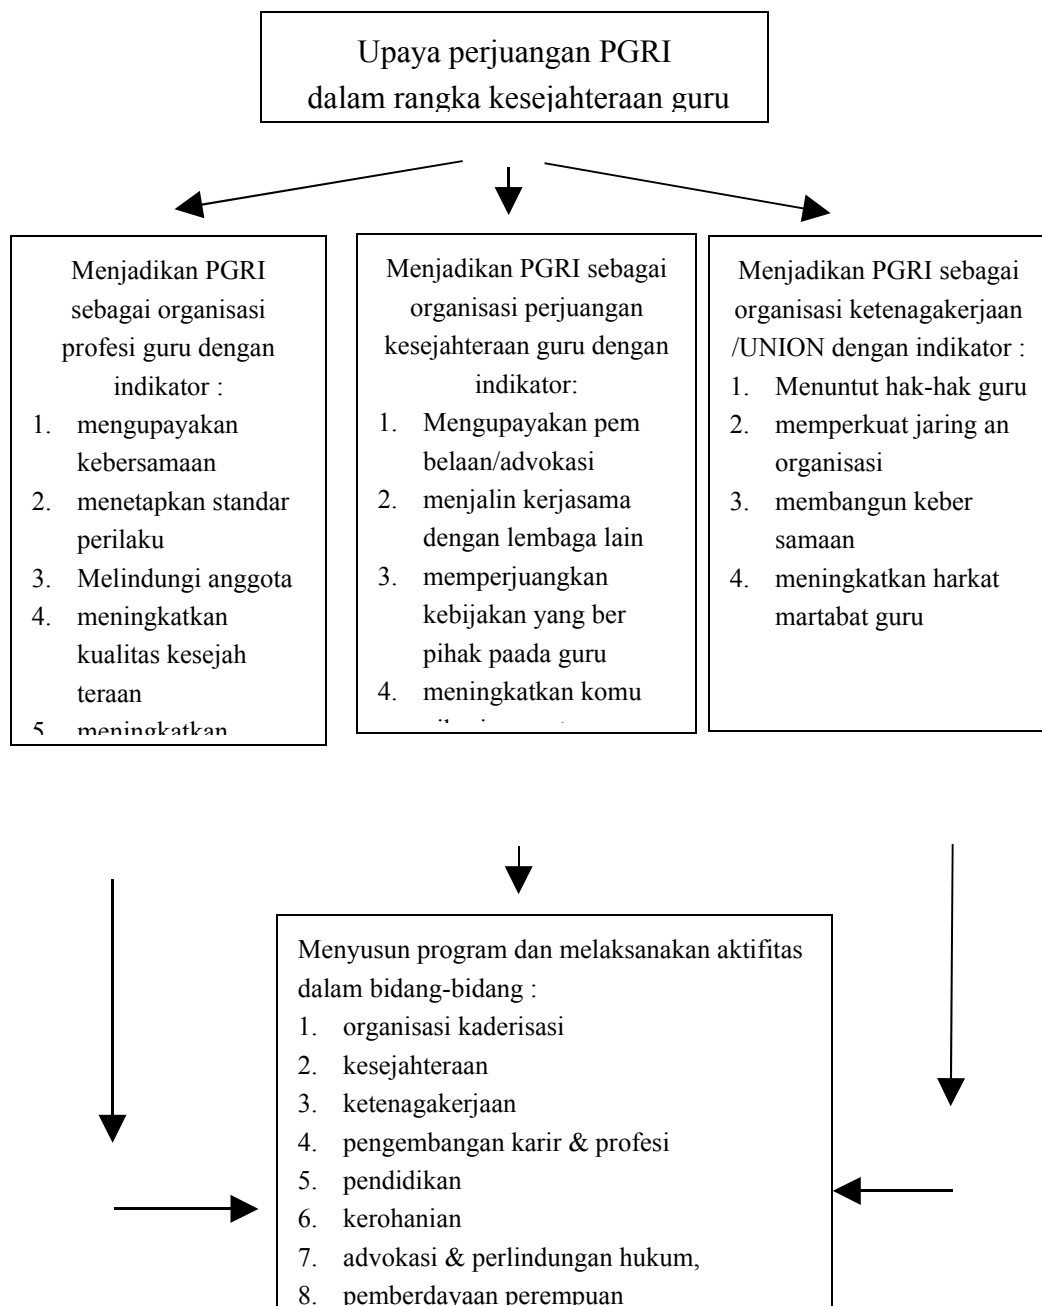 Upaya perjuangan PGRI
dalam rangka kesejahteraan guru
Menjadikan PGRI
sebagai organisasi
profesi guru dengan
indikator :
1. mengupayakan
kebersamaan
2. menetapkan standar
perilaku
3. Melindungi anggota
4. meningkatkan
kualitas kesejah
teraan
5. meningkatkan
Menjadikan PGRI sebagai
organisasi perjuangan
kesejahteraan guru dengan
indikator:
1. Mengupayakan pem
belaan/advokasi
2. menjalin kerjasama
dengan lembaga lain
3. memperjuangkan
kebijakan yang ber
pihak paada guru
4. meningkatkan komu
Menjadikan PGRI sebagai
organisasi ketenagakerjaan
/UNION dengan indikator :
1. Menuntut hak-hak guru
2. memperkuat jaring an
organisasi
3. membangun keber
samaan
4. meningkatkan harkat
martabat guru
Menyusun program dan melaksanakan aktifitas
dalam bidang-bidang :
1. organisasi kaderisasi
2. kesejahteraan
3. ketenagakerjaan
4. pengembangan karir & profesi
5. pendidikan
6. kerohanian
7. advokasi & perlindungan hukum,
8. pemberdayaan perempuan